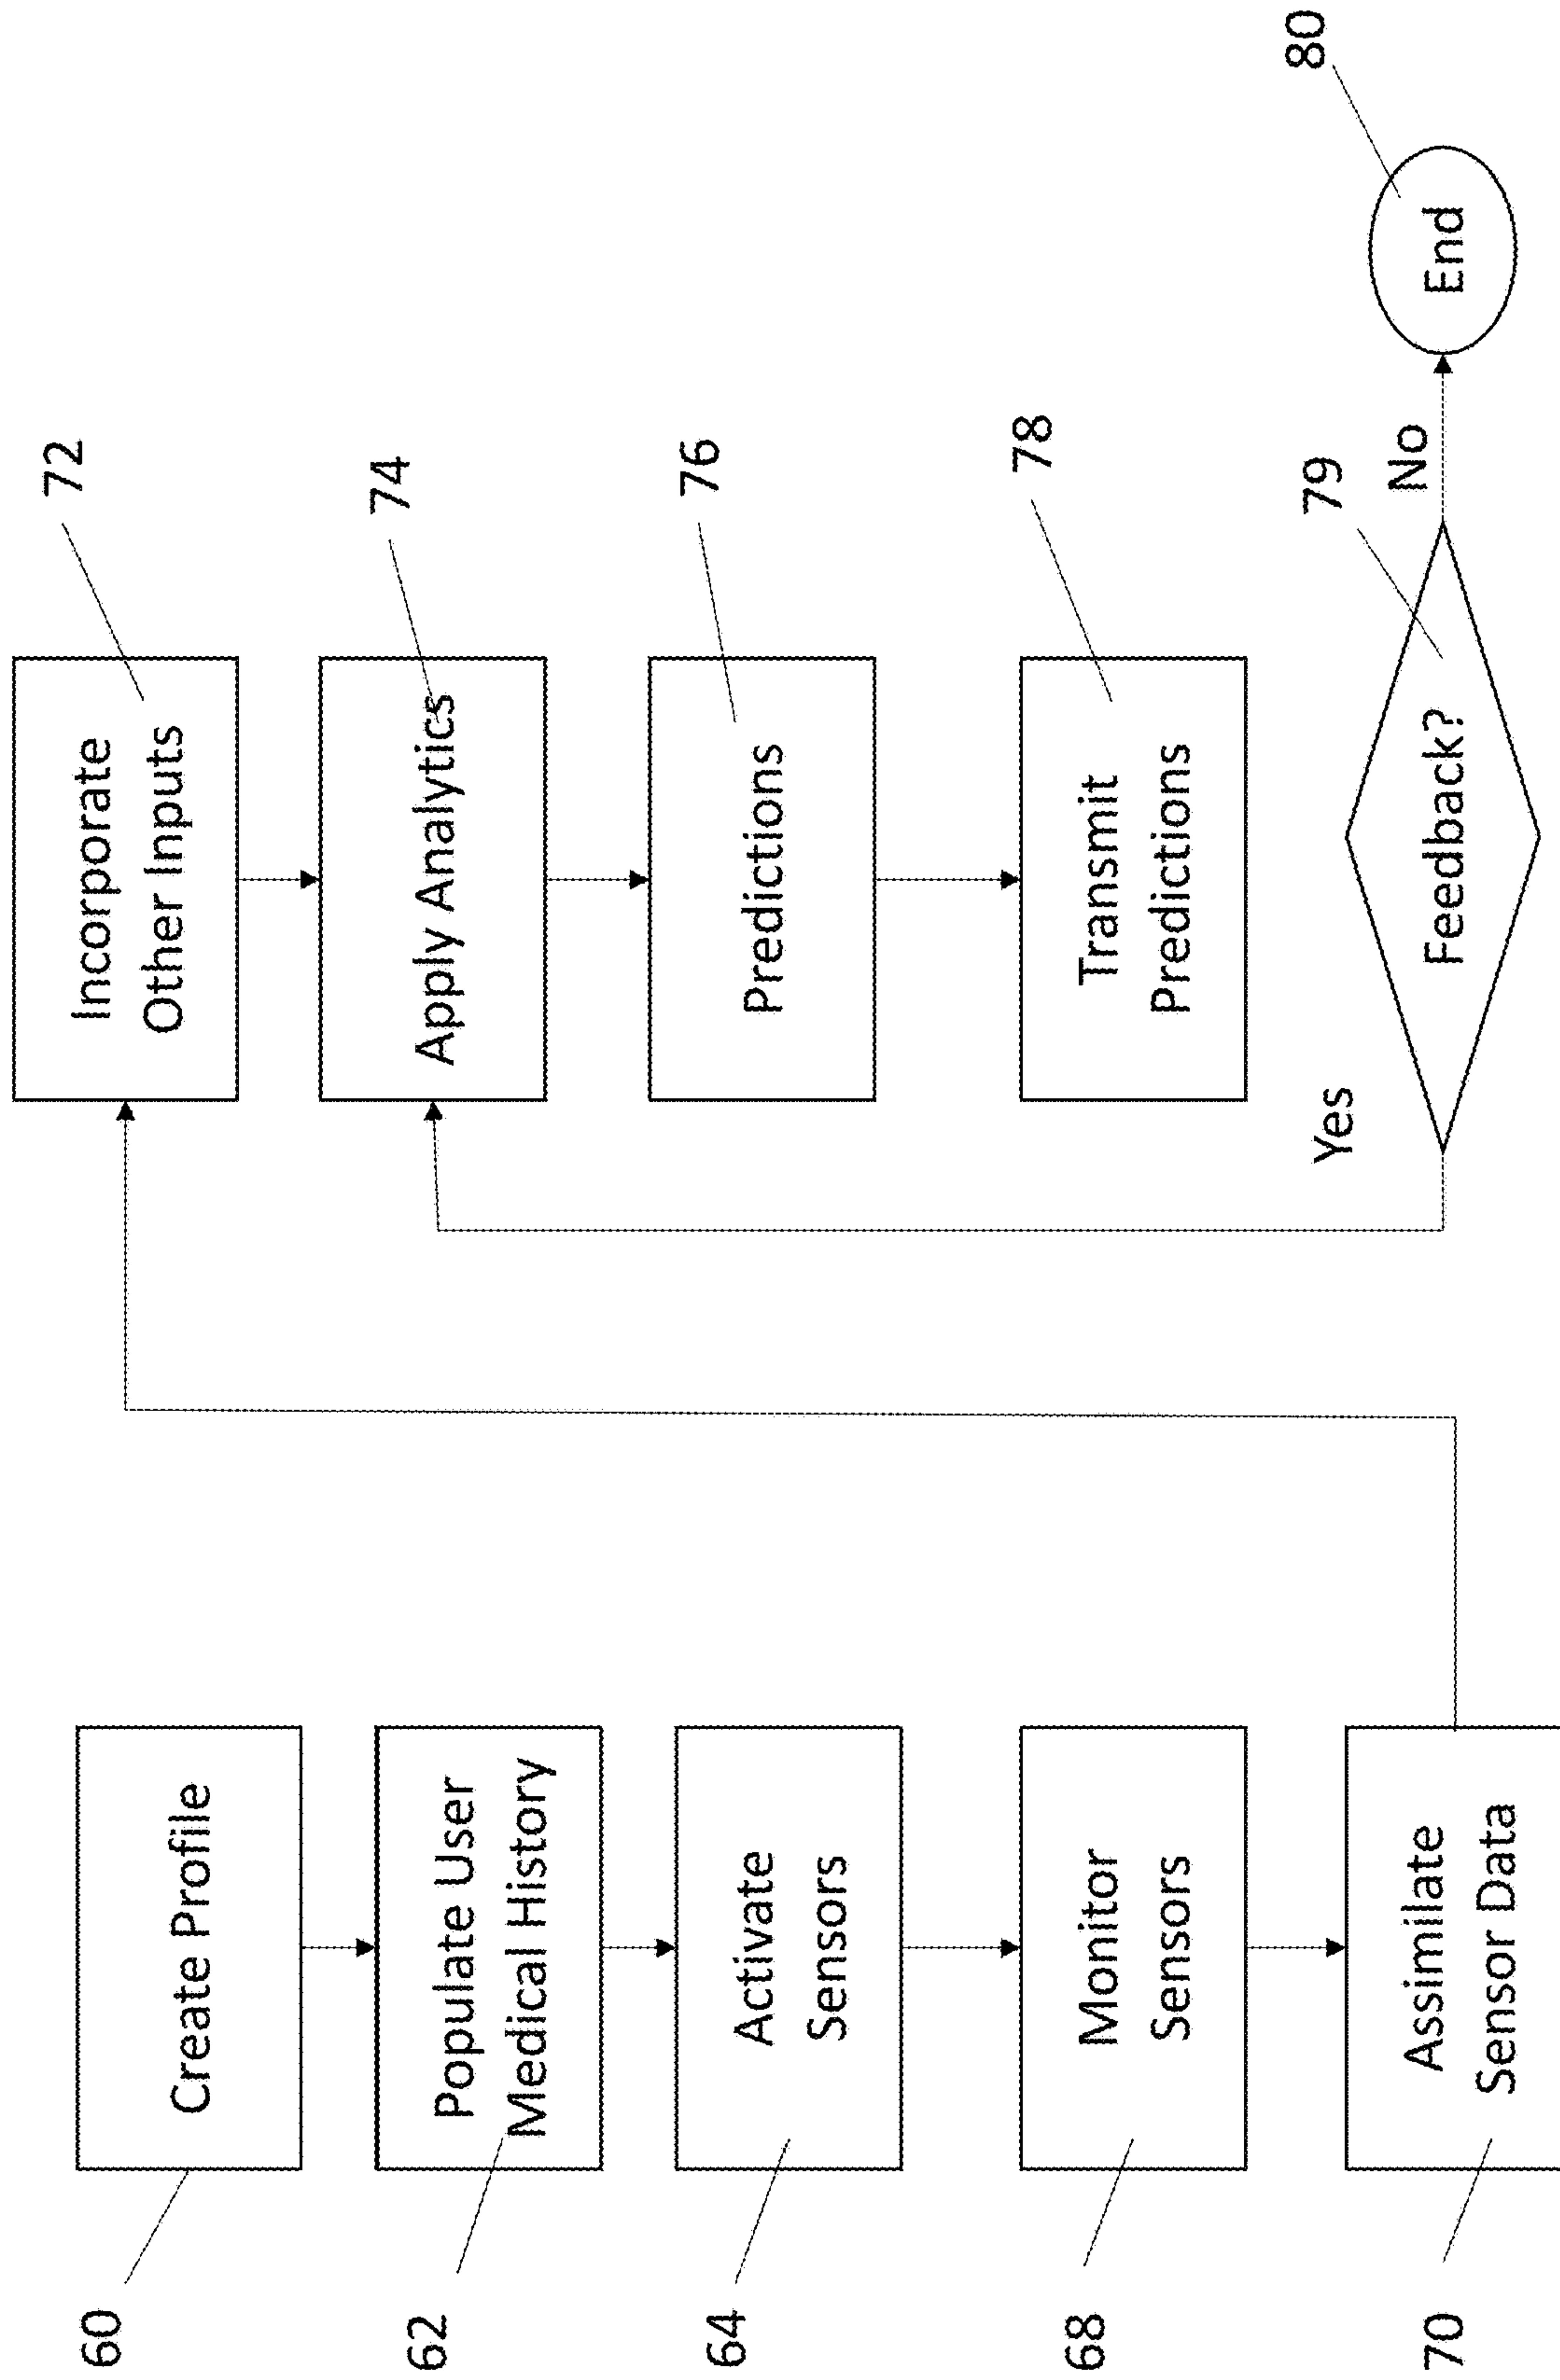 60
Create Profile
62
Populate User
Medical History
64
Activate
Sensors
68
Monitor
Sensors
70
Assimilate
Sensor Data
Incorporate
Other Inputs
72
Apply Analytics
74
Predictions
76
Transmit
Predictions
78
Yes
Feedback?
79
No
End
80